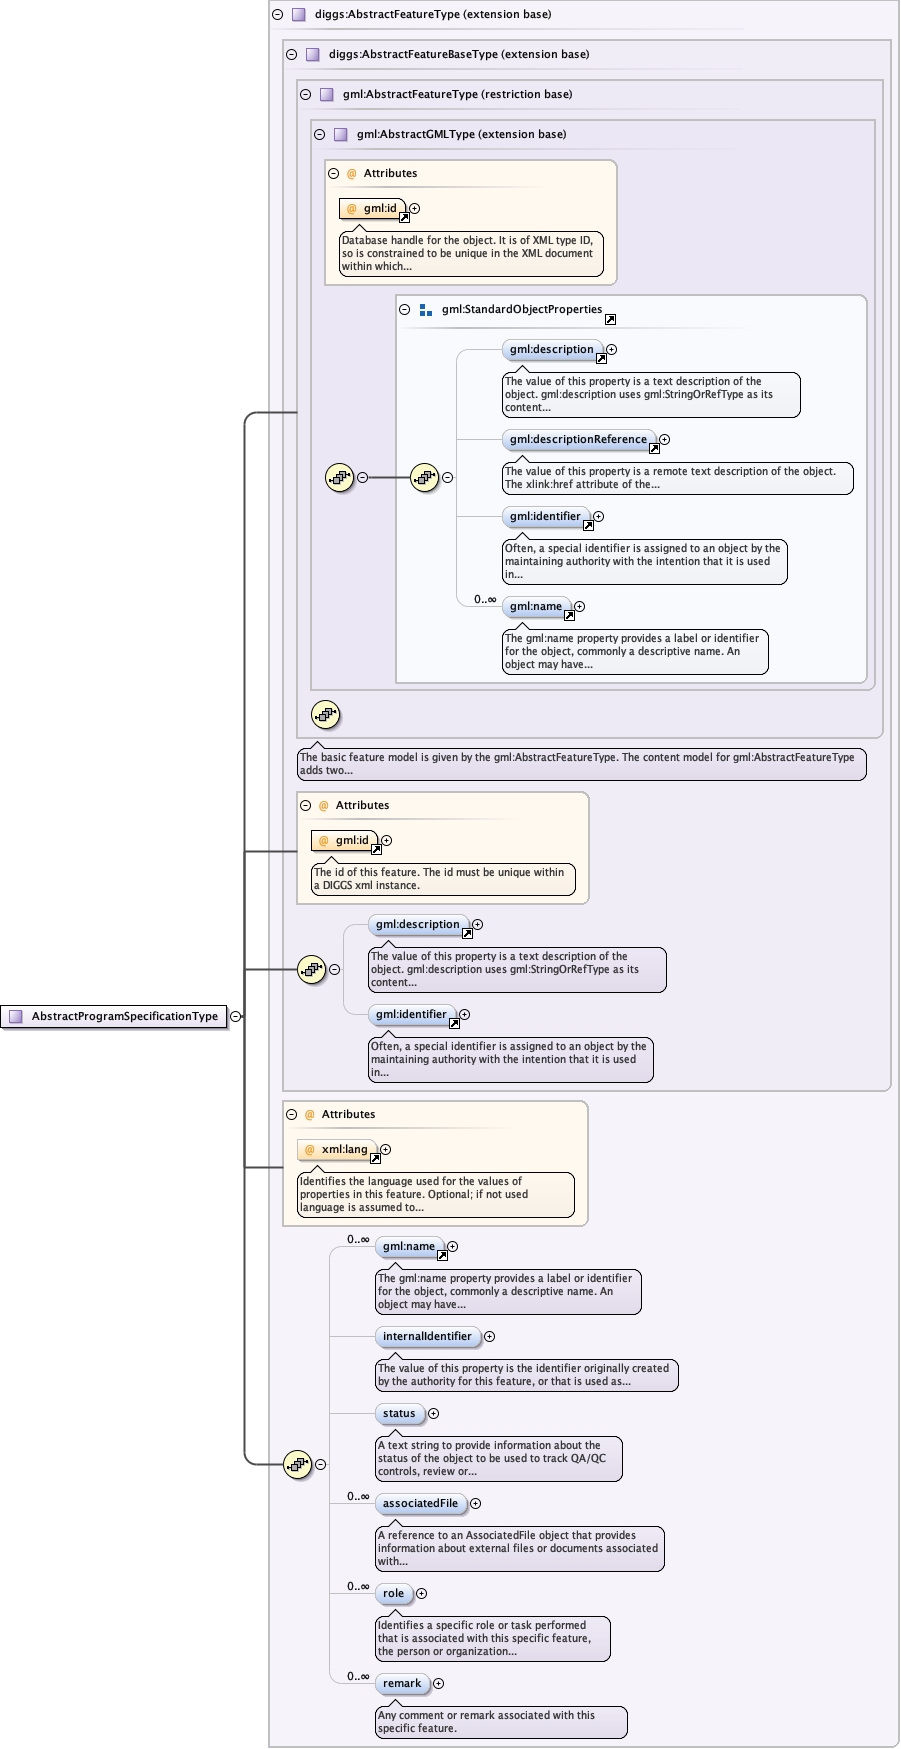 diggs:AbstractFeatureType (extension base)
diggs:AbstractFeatureBaseType (extension base)
gml:AbstractFeatureType (restriction base)
gml:AbstractGMLType (extension base)
@ Attributes
@ gml:id
Database handle for the object. It is of XML type ID,
so is constrained to be unique in the XML document
within which...
gml:StandardObjectProperties
gml:description
The value of this property is a text description of the
object. gml:description uses gml:StringOrRefType as its
content...
gml:descriptionReference
The value of this property is a remote text description of the object.
The xlink:href attribute of the...
gml:identifier
Often, a special identifier is assigned to an object by the
maintaining authority with the intention that it is used
in...
0..∞
gml:name
The gml:name property provides a label or identifier
for the object, commonly a descriptive name. An
object may have...
The basic feature model is given by the gml:AbstractFeatureType. The content model for gml:AbstractFeatureType
adds two...
@ Attributes
@ gml:id
The id of this feature. The id must be unique within
a DIGGS xml instance.
gml:description
The value of this property is a text description of the
object. gml:description uses gml:StringOrRefType as its
content...
gml:identifier
Often, a special identifier is assigned to an object by the
maintaining authority with the intention that it is used
in...
AbstractProgramSpecificationType
@ Attributes
@ xml:lang
Identifies the language used for the values of
properties in this feature. Optional; if not used
language is assumed to...
0..∞
gml:name
The gml:name property provides a label or identifier
for the object, commonly a descriptive name. An
object may have...
internalIdentifier
The value of this property is the identifier originally created
by the authority for this feature, or that is used as...
status
A text string to provide information about the
status of the object to be used to track QA/QC
controls, review or...
0..∞
associatedFile
A reference to an AssociatedFile object that provides
information about external files or documents associated
with...
0..∞
role
Identifies a specific role or task performed
that is associated with this specific feature,
the person or organization...
0..∞
remark
Any comment or remark associated with this
specific feature.